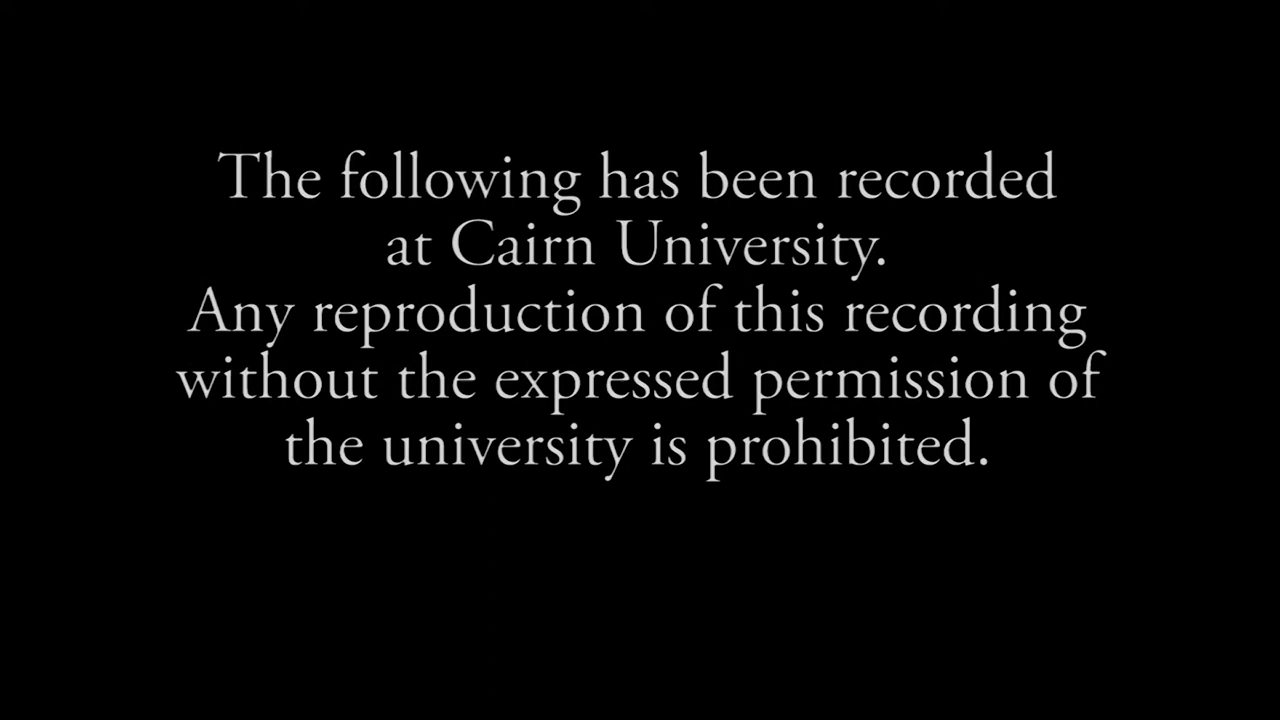 The following has been recorded
at Cairn University.
Any reproduction of this recording
without the expressed permission of
the university is prohibited.